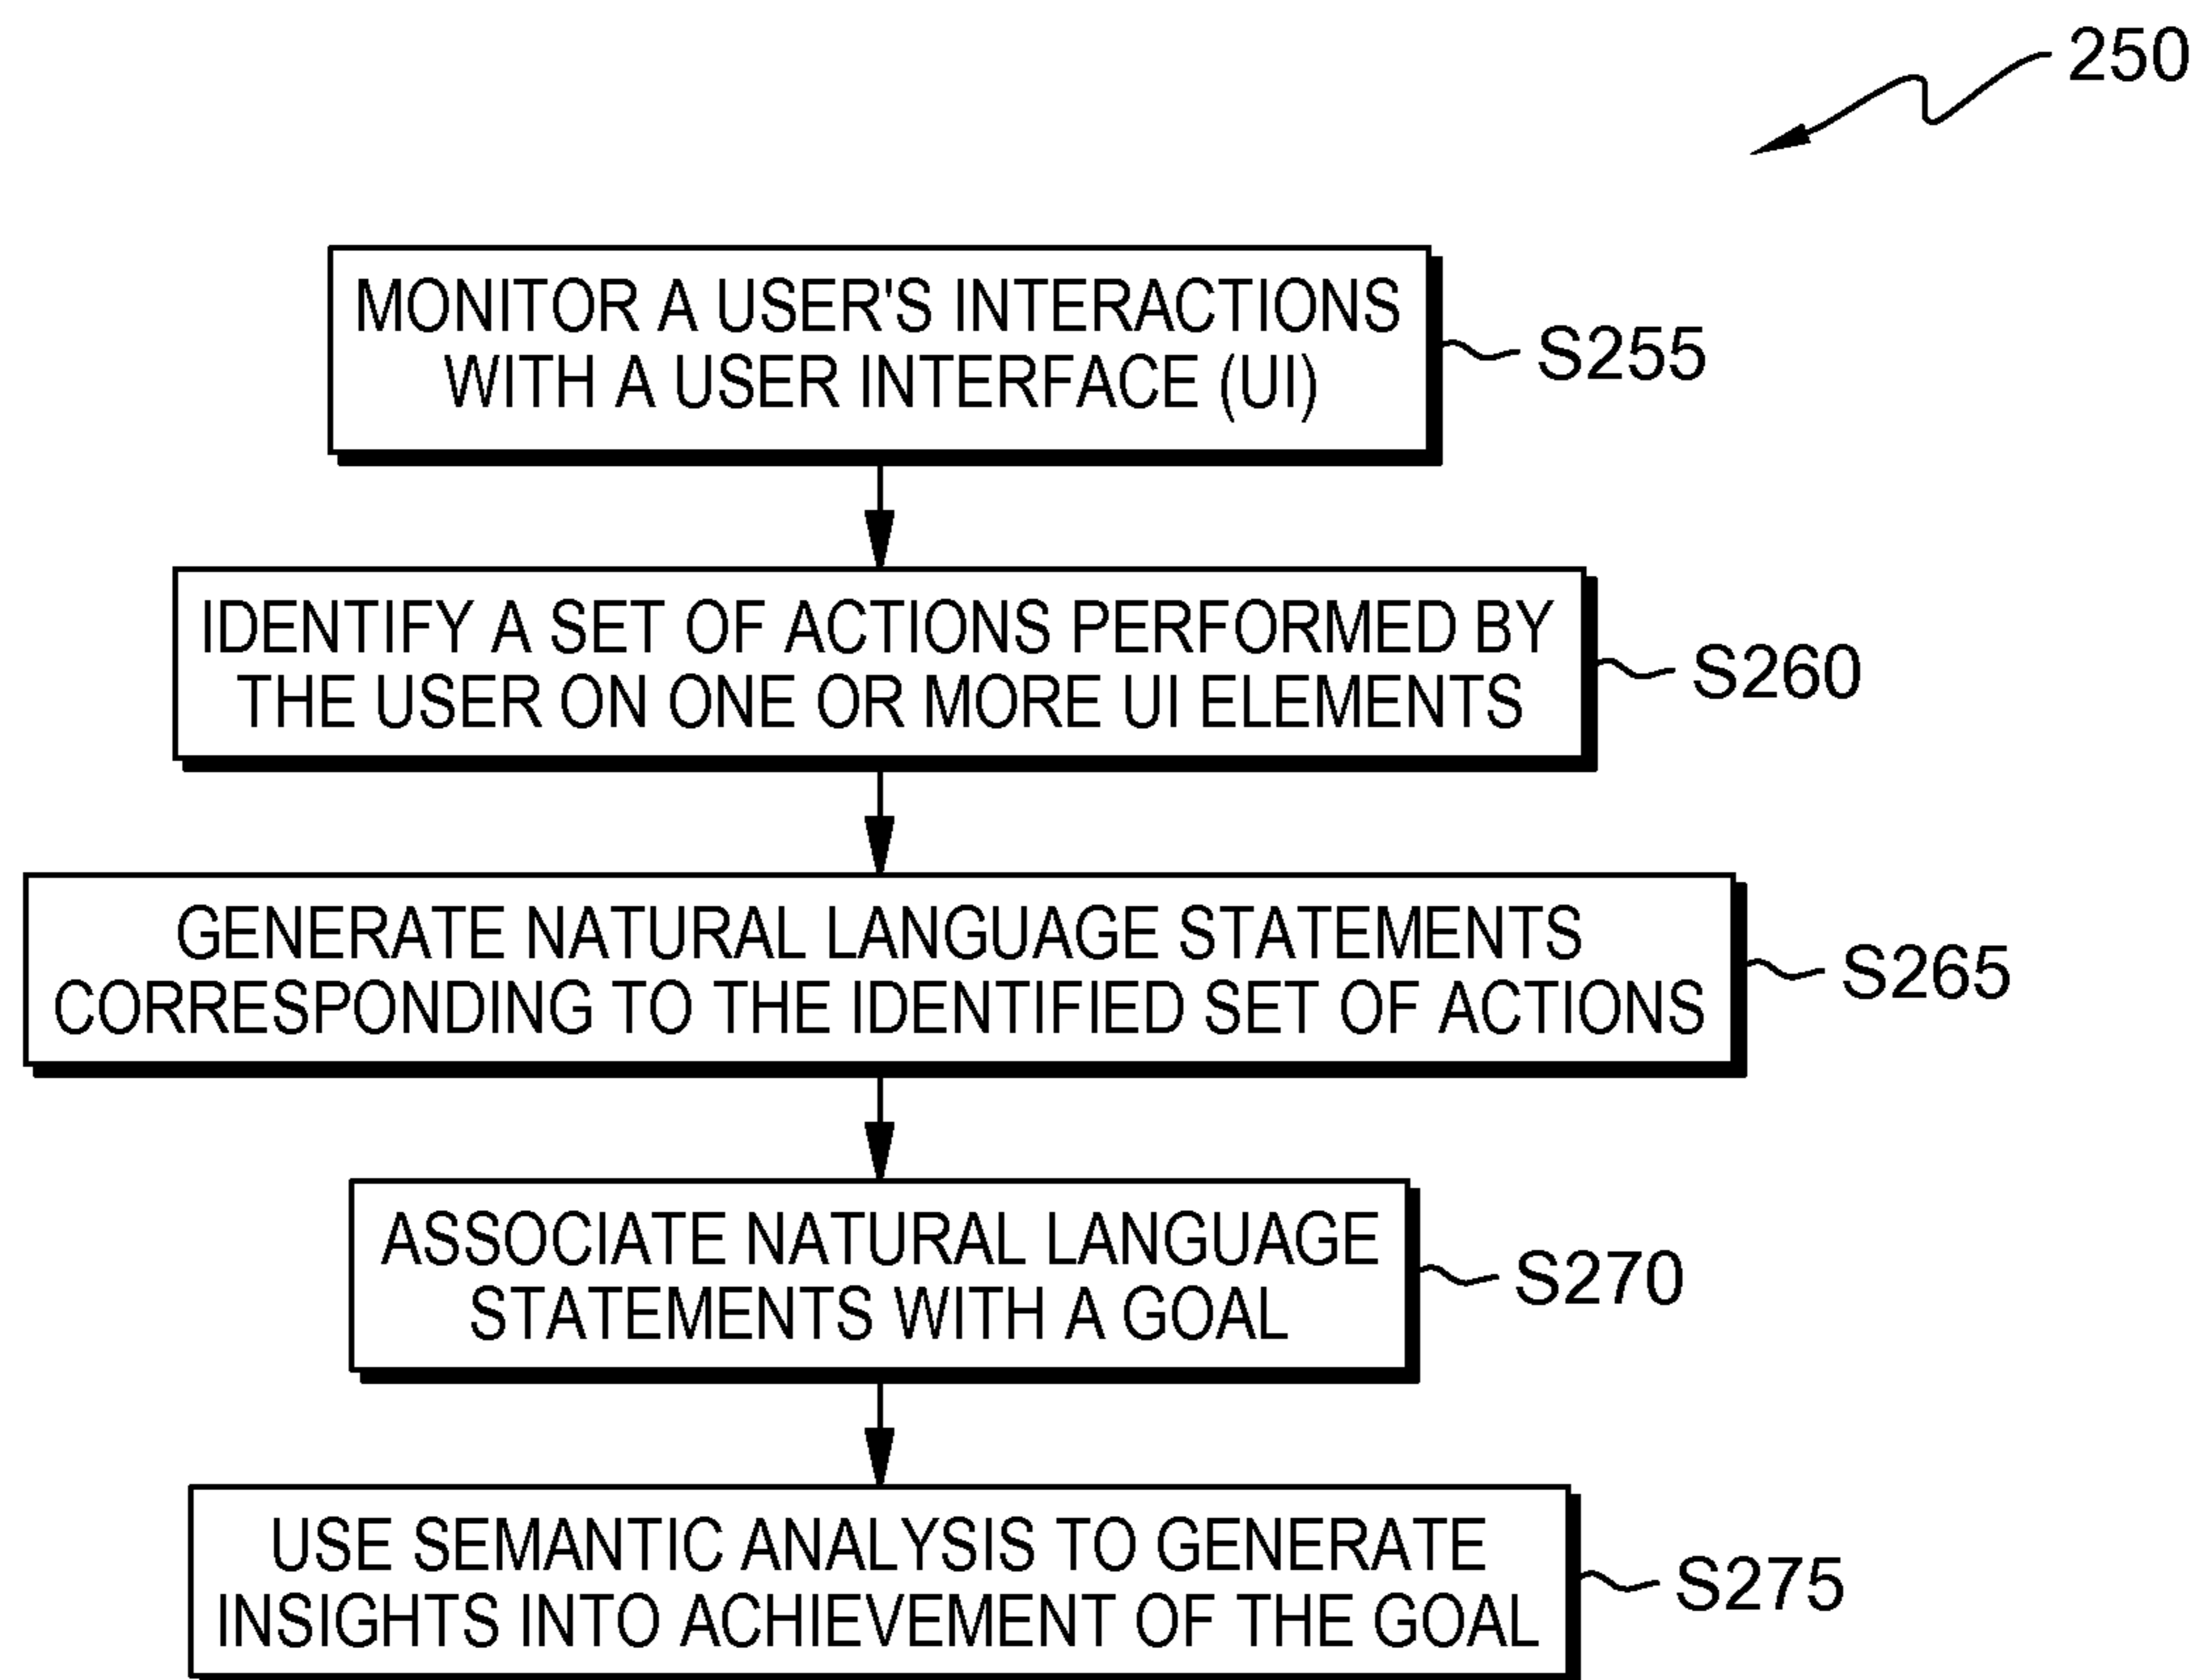 250
MONITOR A USER'S INTERACTIONS
WITH A USER INTERFACE (UI)
S255
IDENTIFY A SET OF ACTIONS PERFORMED BY
THE USER ON ONE OR MORE UI ELEMENTS
S260
GENERATE NATURAL LANGUAGE STATEMENTS
CORRESPONDING TO THE IDENTIFIED SET OF ACTIONS
S265
ASSOCIATE NATURAL LANGUAGE
STATEMENTS WITH A GOAL
S270
USE SEMANTIC ANALYSIS TO GENERATE
INSIGHTS INTO ACHIEVEMENT OF THE GOAL
S275